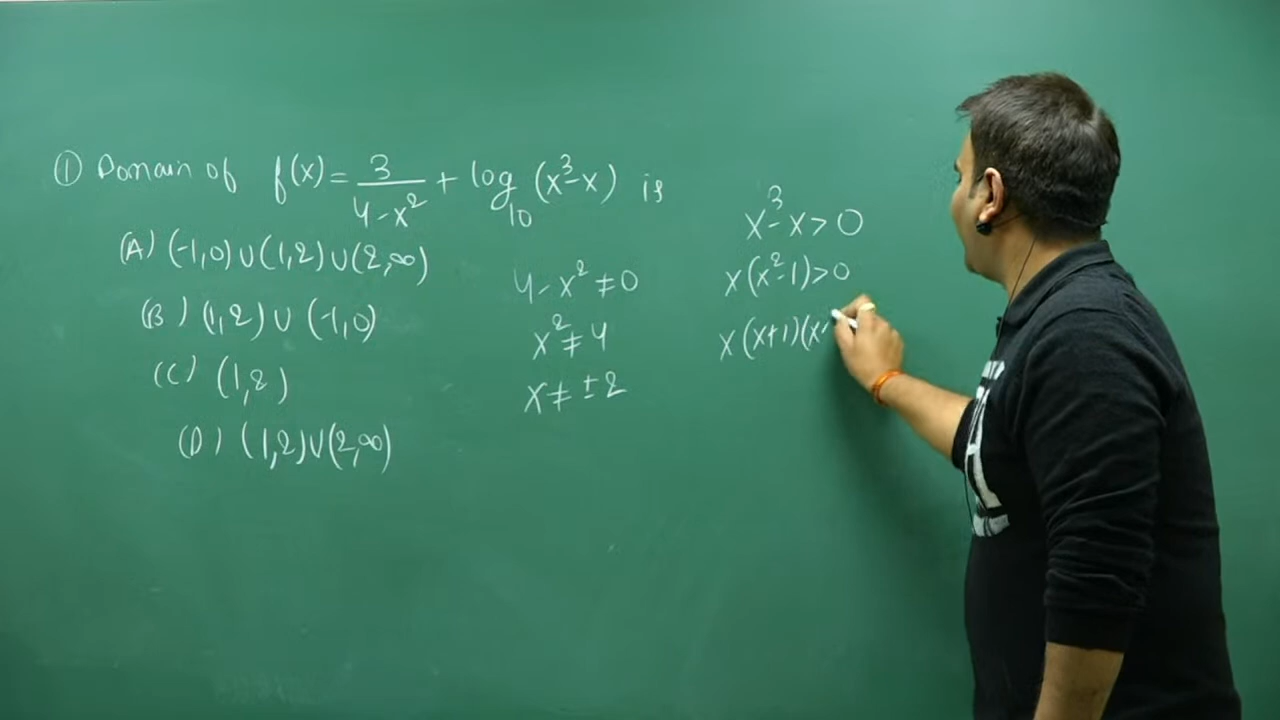 ① Domain of f(x) = 3/(4-x²) + log₁₀(x³-x) is
(A) (-1,0)∪(1,2)∪(2,∞)
(B) (1,2)∪(-1,0)
(C) (1,2)
(D) (1,2)∪(2,∞)
4-x²≠0
x²≠4
x≠±2
x³-x>0
x(x²-1)>0
x(x+1)(x